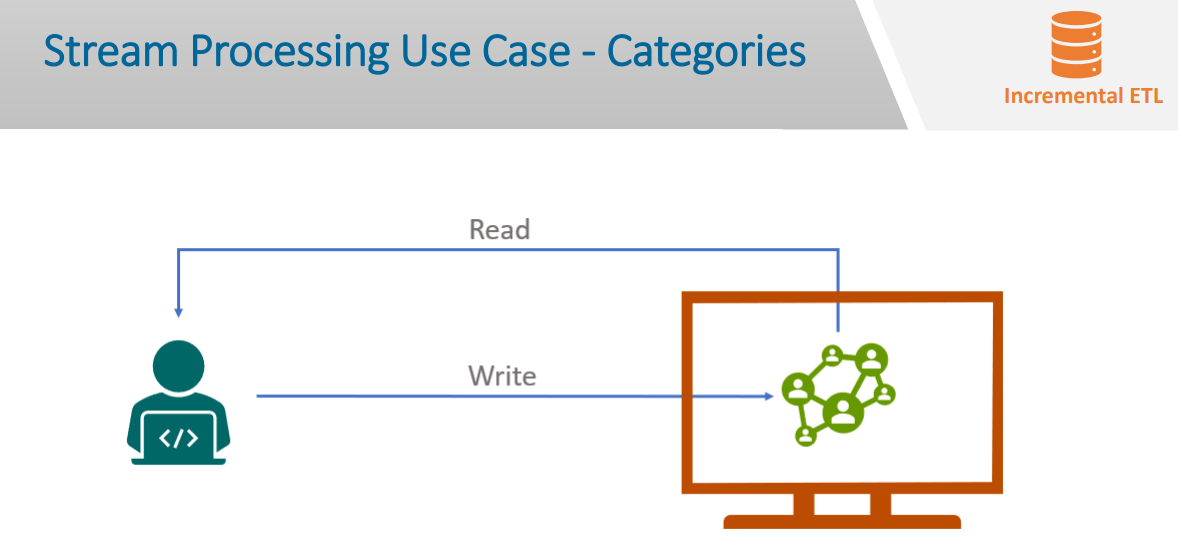 Stream Processing Use Case - Categories
Incremental ETL
Read
Write
</>